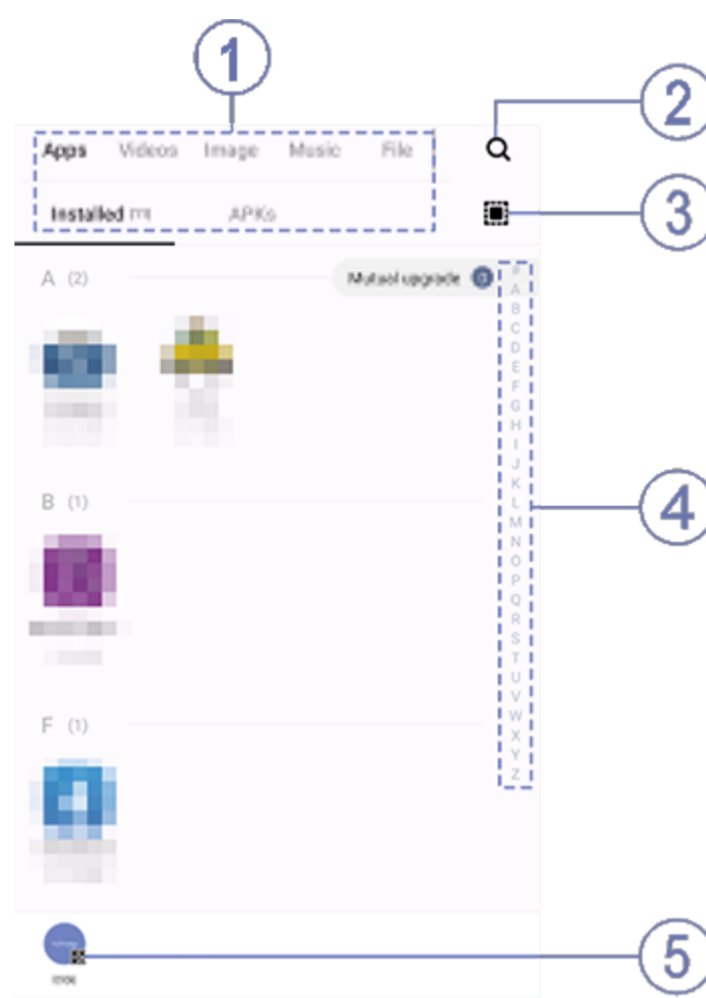 1
2
Apps Videos Image Music File
3
Installed APKs
A (2)
Mutual upgrade
#
A
B
C
D
E
F
G
H
I
J
K
L
M
N
O
P
Q
R
S
T
U
V
W
X
Y
Z
4
B (1)
F (1)
5